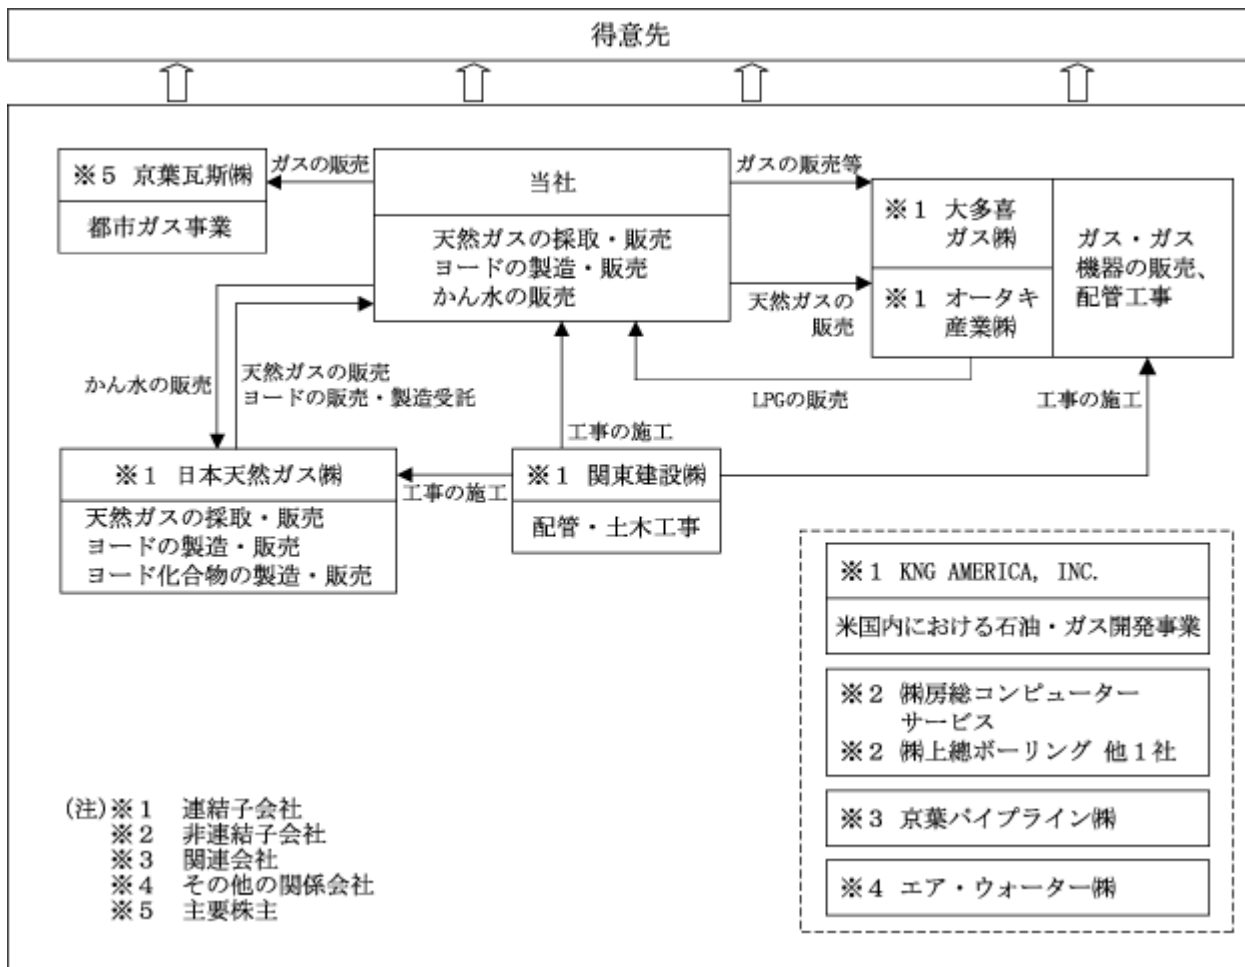 得意先
※5 京葉瓦斯㈱
都市ガス事業
ガスの販売
当社
天然ガスの採取・販売
ヨードの製造・販売
かん水の販売
ガスの販売等
天然ガスの
販売
※1 大多喜
ガス㈱
※1 オータキ
産業㈱
ガス・ガス
機器の販売、
配管工事
かん水の販売
天然ガスの販売
ヨードの販売・製造受託
LPGの販売
工事の施工
工事の施工
工事の施工
※1 日本天然ガス㈱
天然ガスの採取・販売
ヨードの製造・販売
ヨード化合物の製造・販売
※1 関東建設㈱
配管・土木工事
※1 KNG AMERICA, INC.
米国内における石油・ガス開発事業
※2 ㈱房総コンピューター
サービス
※2 ㈱上總ボーリング 他1社
※3 京葉パイプライン㈱
※4 エア・ウォーター㈱
(注)※1 連結子会社
※2 非連結子会社
※3 関連会社
※4 その他の関係会社
※5 主要株主